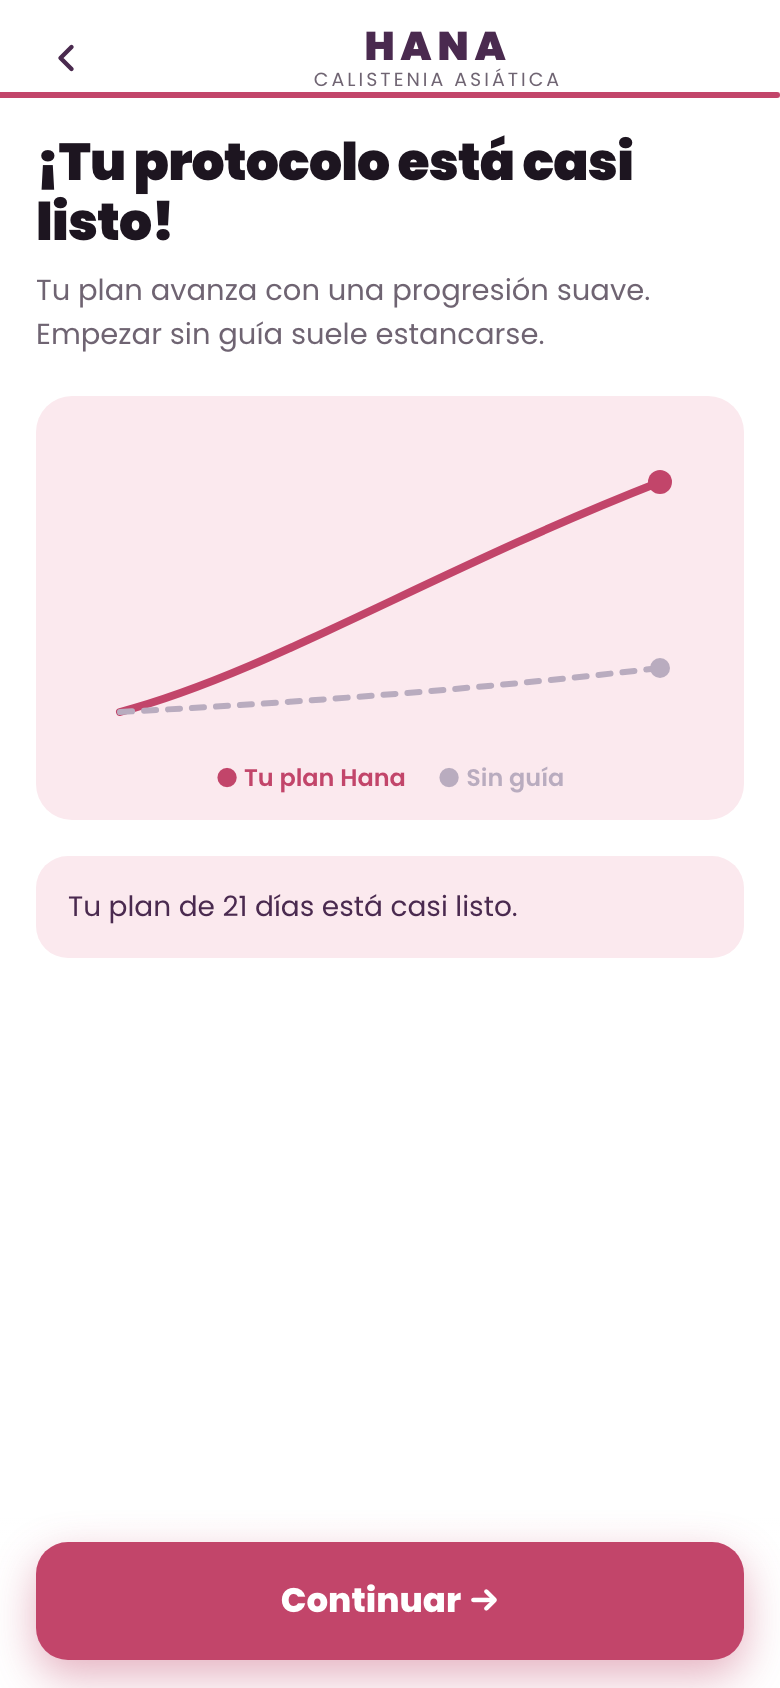 HANA
CALISTENIA ASIÁTICA
¡Tu protocolo está casi
listo!
Tu plan avanza con una progresión suave.
Empezar sin guía suele estancarse.
Tu plan Hana
Sin guía
Tu plan de 21 días está casi listo.
Continuar →